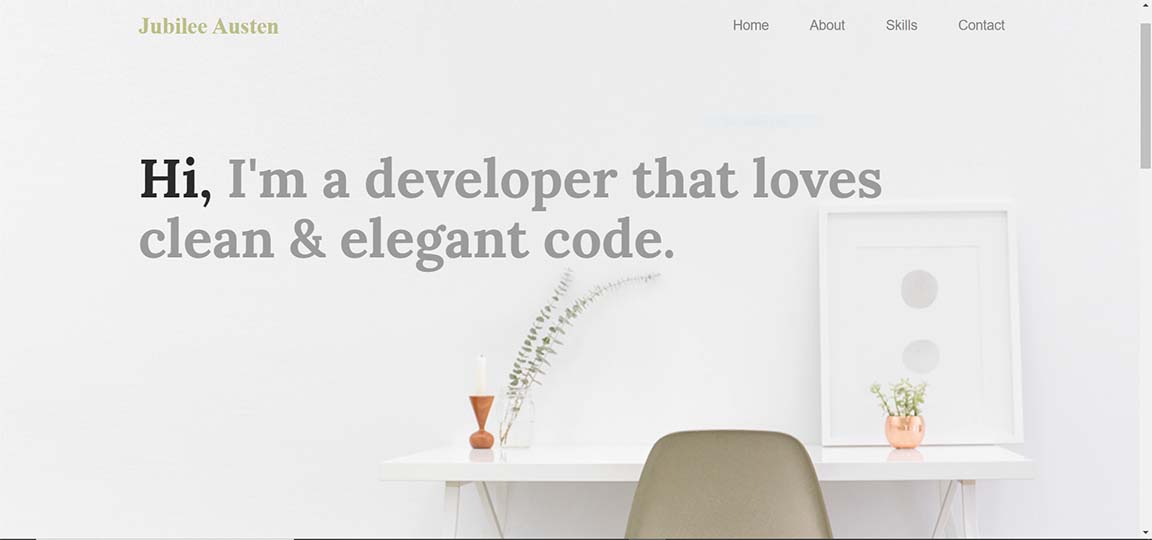 Jubilee Austen
Home About Skills Contact
Hi, I'm a developer that loves
clean & elegant code.